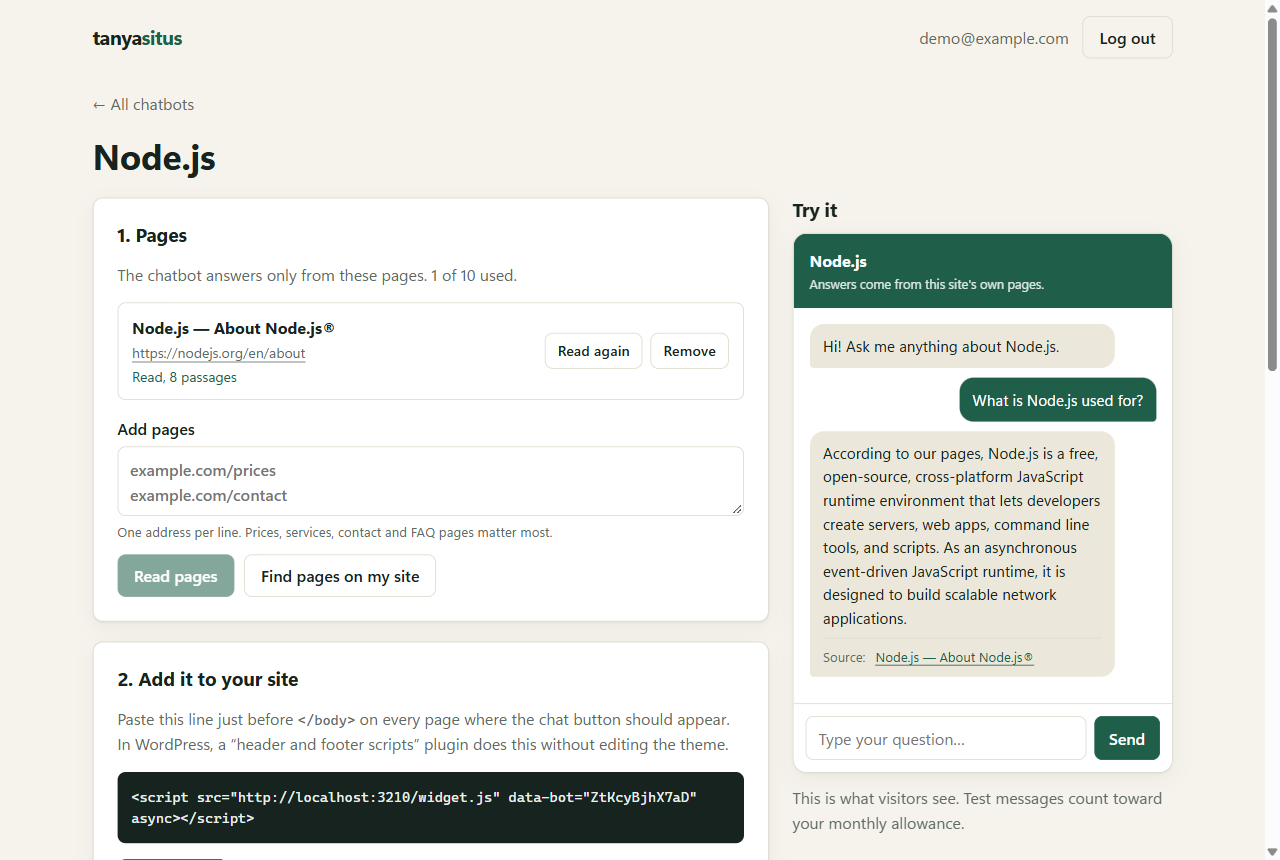 tanyasitus
demo@example.com
Log out
← All chatbots
Node.js
1. Pages
The chatbot answers only from these pages. 1 of 10 used.
Node.js — About Node.js®
https://nodejs.org/en/about
Read, 8 passages
Read again
Remove
Add pages
example.com/prices
example.com/contact
One address per line. Prices, services, contact and FAQ pages matter most.
Read pages
Find pages on my site
2. Add it to your site
Paste this line just before </body> on every page where the chat button should appear.
In WordPress, a “header and footer scripts” plugin does this without editing the theme.
<script src="http://localhost:3210/widget.js" data-bot="ZtKcyBjhX7aD"
async></script>
Try it
Node.js
Answers come from this site's own pages.
Hi! Ask me anything about Node.js.
What is Node.js used for?
According to our pages, Node.js is a free,
open-source, cross-platform JavaScript
runtime environment that lets developers
create servers, web apps, command line
tools, and scripts. As an asynchronous
event-driven JavaScript runtime, it is
designed to build scalable network
applications.
Source: Node.js — About Node.js®
Type your question...
Send
This is what visitors see. Test messages count toward
your monthly allowance.